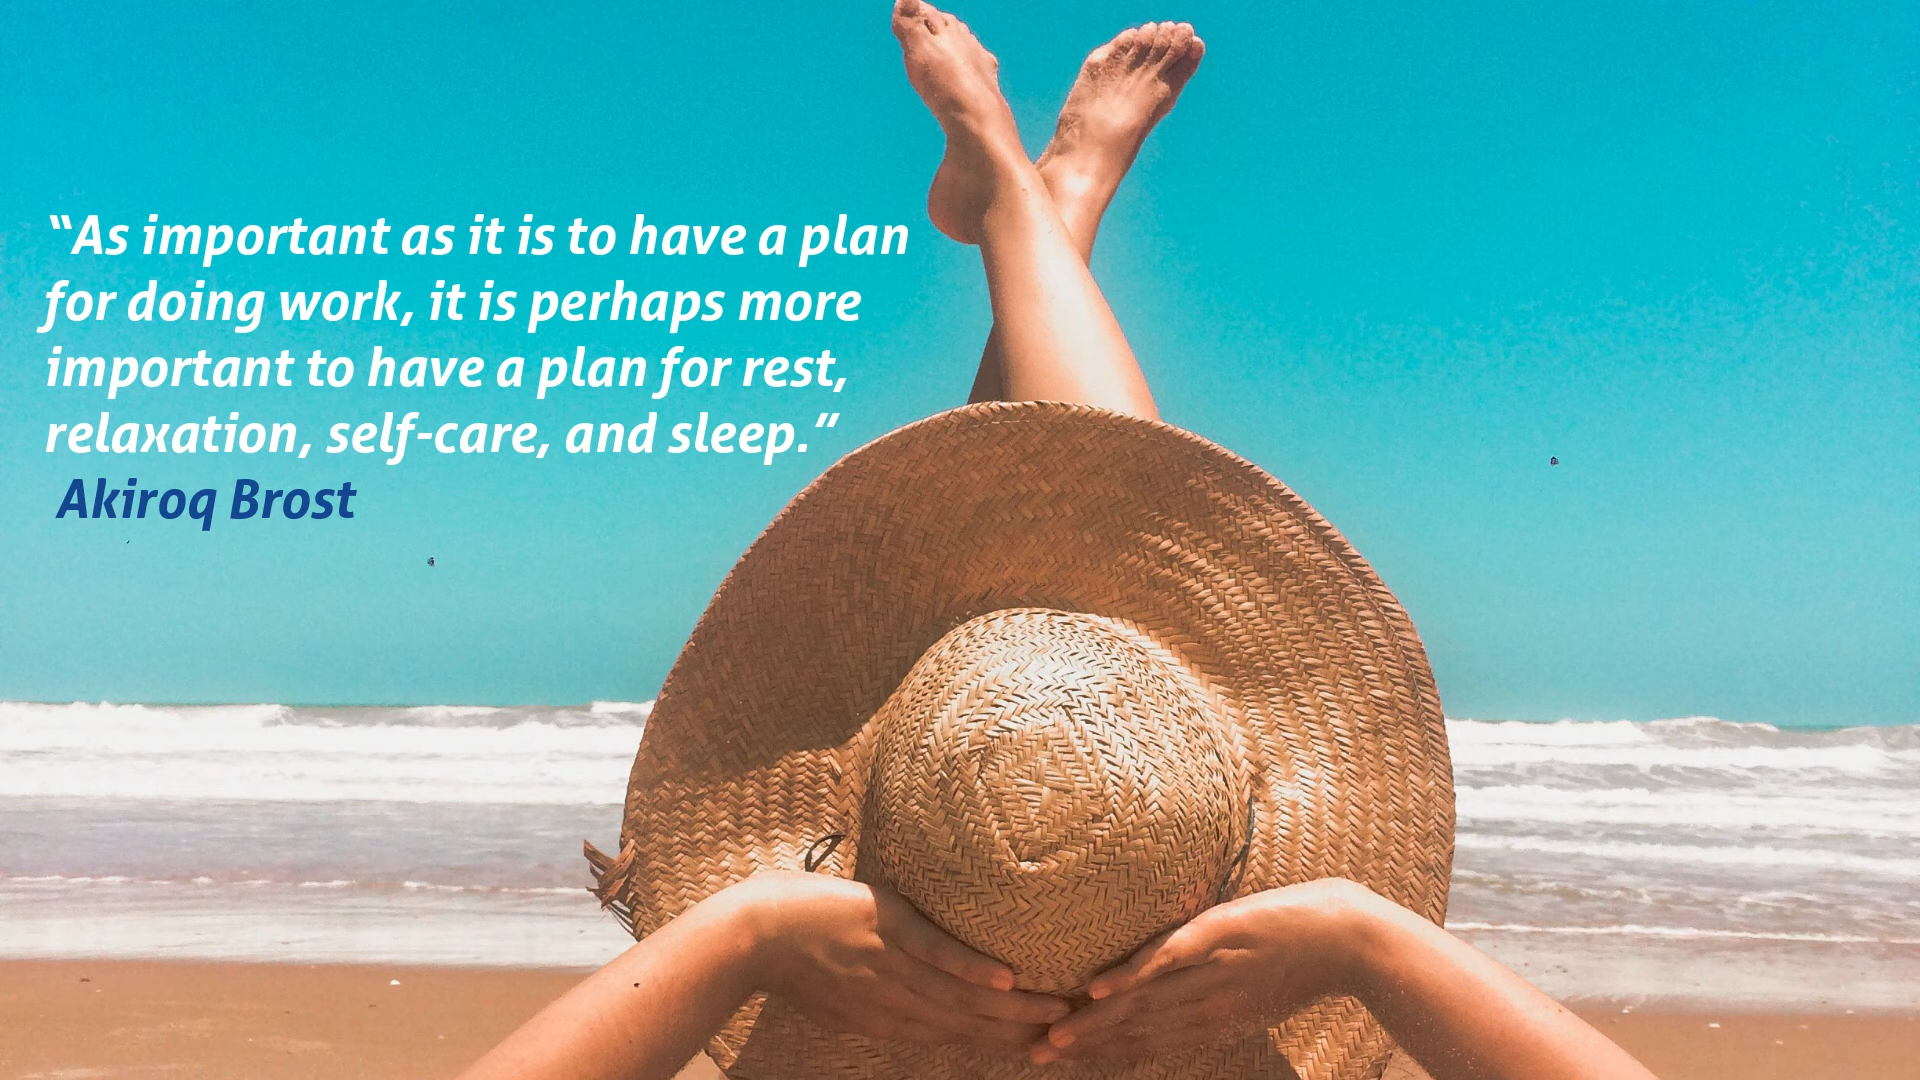 “As important as it is to have a plan
for doing work, it is perhaps more
important to have a plan for rest,
relaxation, self-care, and sleep.”
Akiroq Brost